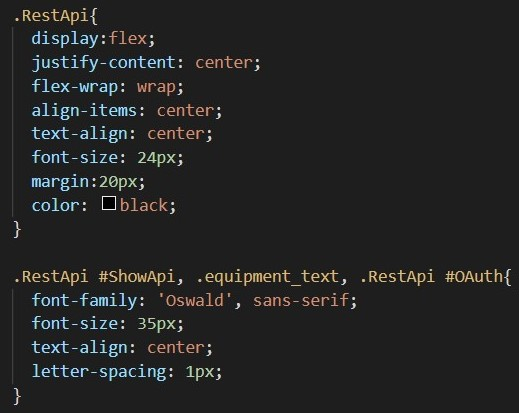 .RestApi{
display:flex;
justify-content: center;
flex-wrap: wrap;
align-items: center;
text-align: center;
font-size: 24px;
margin:20px;
color: black;
}
.RestApi #ShowApi, .equipment_text, .RestApi #OAuth{
font-family: 'Oswald', sans-serif;
font-size: 35px;
text-align: center;
letter-spacing: 1px;
}